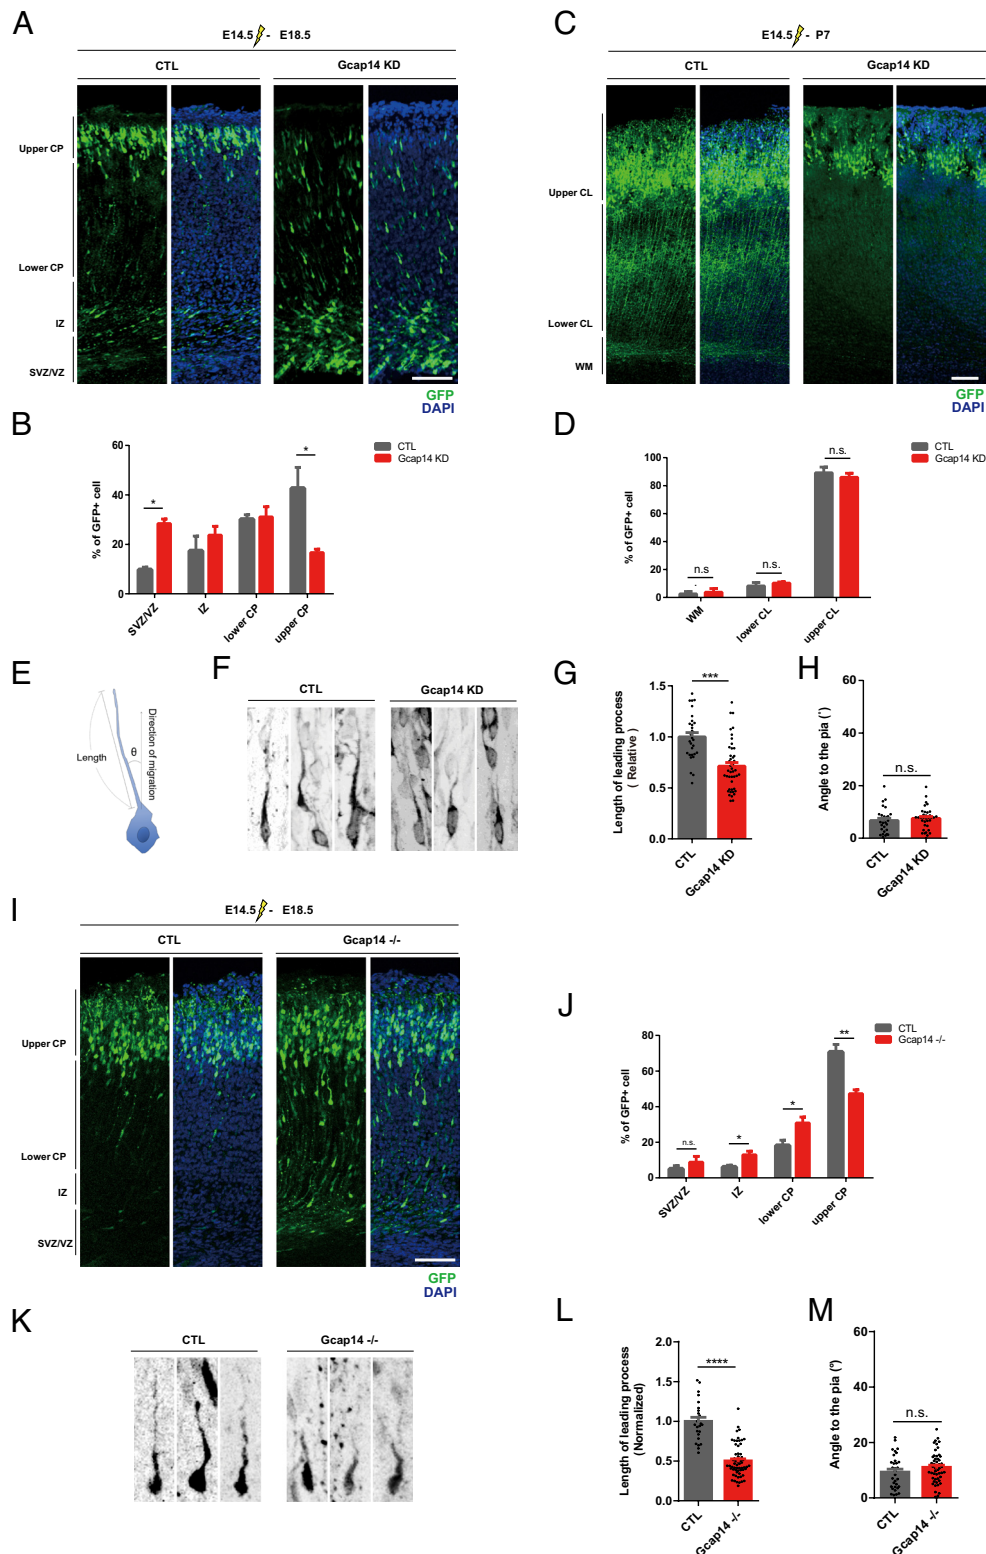 A
E14.5 - E18.5
CTL Gcap14 KD
Upper CP
Lower CP
IZ
SVZ/VZ
GFP
DAPI
C
E14.5 - P7
CTL Gcap14 KD
Upper CL
Lower CL
WM
GFP
DAPI
B
CTL
Gcap14 KD
% of GFP+ cell
60
40
20
0
* *
SVZ/VZ IZ lower CP upper CP
D
CTL
Gcap14 KD
% of GFP+ cell
100
80
60
40
20
0
n.s n.s. n.s.
WM lower CL upper CL
E
Length
θ
Direction of migration
F
CTL Gcap14 KD
G
Length of leading process
( Relative )
1.5
1.0
0.5
0.0
***
CTL Gcap14 KD
H
Angle to the pia (°)
60
40
20
0
n.s.
CTL Gcap14 KD
I
E14.5 - E18.5
CTL Gcap14 -/-
Upper CP
Lower CP
IZ
SVZ/VZ
GFP
DAPI
J
CTL
Gcap14 -/-
% of GFP+ cell
80
60
40
20
0
n.s. * * **
SVZ/VZ IZ lower CP upper CP
K
CTL Gcap14 -/-
L
Length of leading process
(Normalized)
2.0
1.5
1.0
0.5
0.0
****
CTL Gcap14 -/-
M
Angle to the pia (°)
60
40
20
0
n.s.
CTL Gcap14 -/-